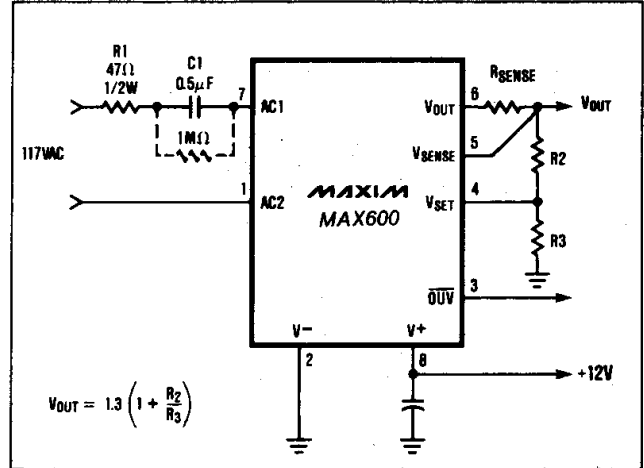 R1
47Ω
1/2W
C1
0.5µF
1MΩ
117VAC
7
AC1
1
AC2
MAXIM
MAX600
VOUT
6
RSENSE
VOUT
VSENSE
5
R2
VSET
4
R3
OUV
3
V−
2
V+
8
+12V
VOUT = 1.3 (1 + R2/R3)